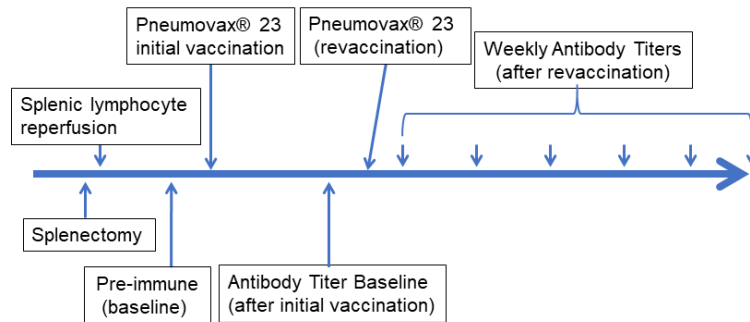 Pneumovax® 23
initial vaccination
Pneumovax® 23
(revaccination)
Weekly Antibody Titers
(after revaccination)
Splenic lymphocyte
reperfusion
Splenectomy
Pre-immune
(baseline)
Antibody Titer Baseline
(after initial vaccination)